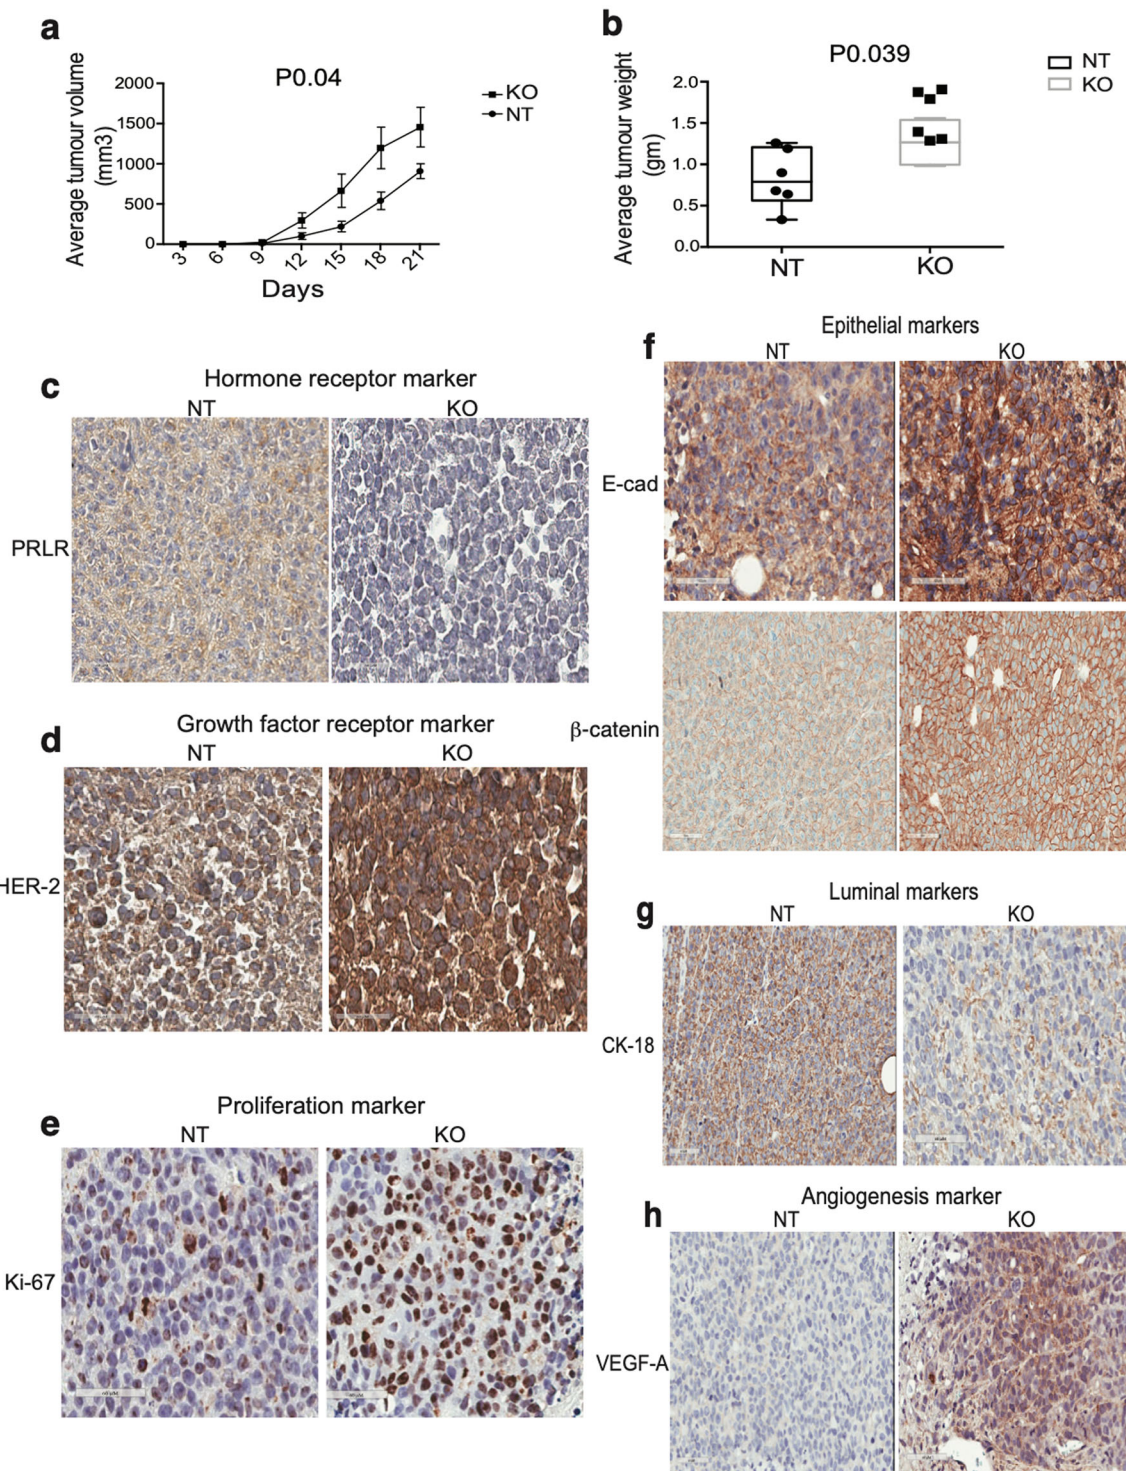 a
P0.04
Average tumour volume
(mm3)
2000
1500
1000
500
0
3
6
9
12
15
18
21
Days
KO
NT
b
P0.039
Average tumour weight
(gm)
2.0
1.5
1.0
0.5
0.0
NT
KO
NT
KO
c
Hormone receptor marker
NT
KO
PRLR
d
Growth factor receptor marker
NT
KO
HER-2
e
Proliferation marker
NT
KO
Ki-67
f
Epithelial markers
NT
KO
E-cad
β-catenin
g
Luminal markers
NT
KO
CK-18
h
Angiogenesis marker
NT
KO
VEGF-A